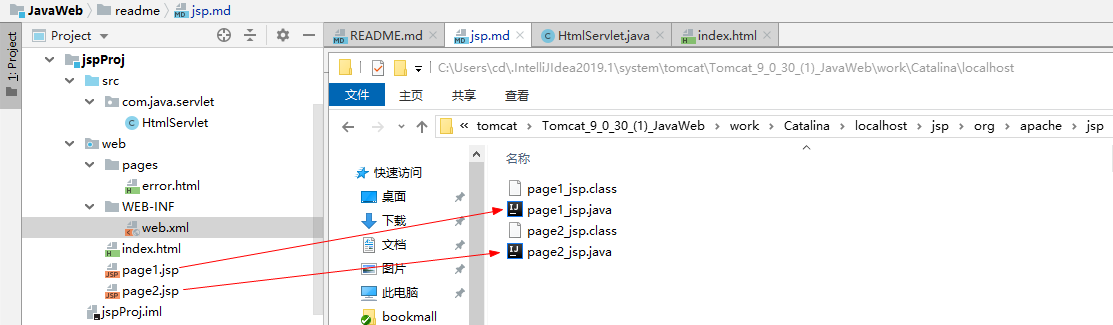 JavaWeb readme jsp.md
1: Project
Project
README.md jsp.md HtmlServlet.java index.html
jspProj
src
com.java.servlet
HtmlServlet
web
pages
error.html
WEB-INF
web.xml
index.html
page1.jsp
page2.jsp
jspProj.iml
C:\Users\cd\.IntelliJIdea2019.1\system\tomcat\Tomcat_9_0_30_(1)_JavaWeb\work\Catalina\localhost
文件 主页 共享 查看
« tomcat > Tomcat_9_0_30_(1)_JavaWeb > work > Catalina > localhost > jsp > org > apache > jsp
快速访问
桌面
下载
文档
图片
此电脑
bookmall
名称
page1_jsp.class
page1_jsp.java
page2_jsp.class
page2_jsp.java